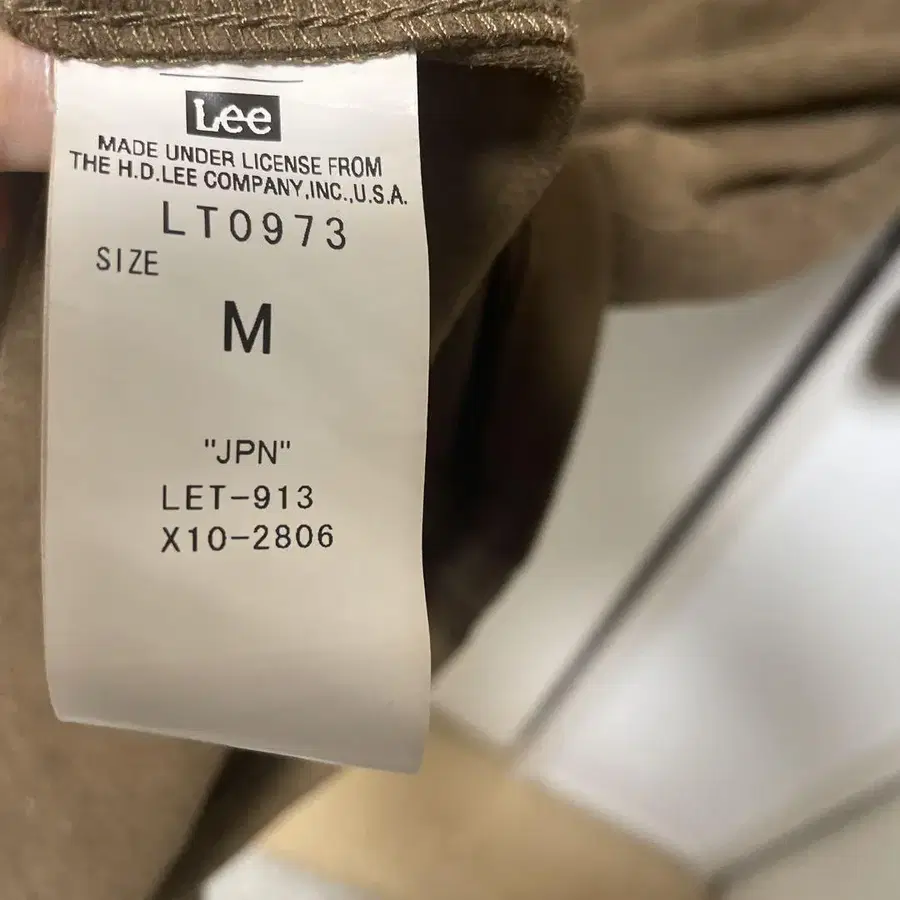 Lee
MADE UNDER LICENSE FROM
THE H.D.LEE COMPANY,INC.,U.S.A.
LT0973
SIZE
M
"JPN"
LET-913
X10-2806